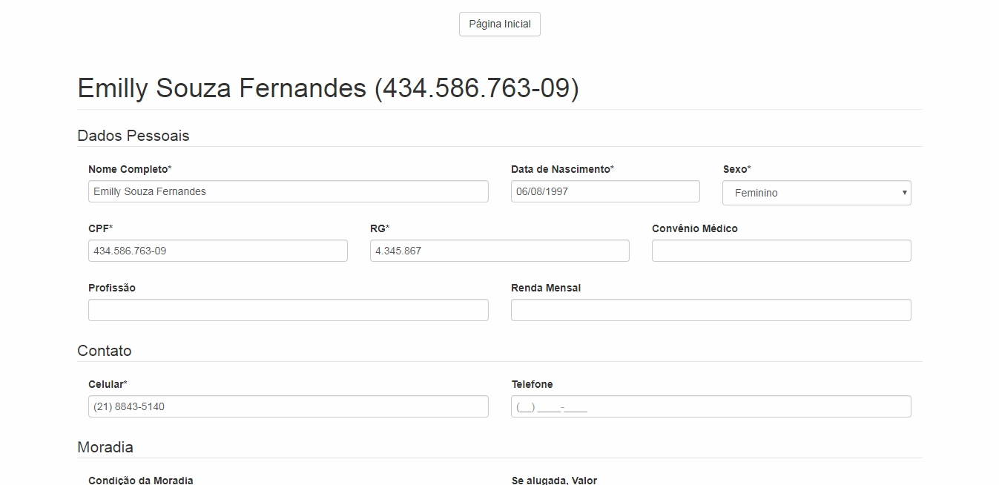 Página Inicial
Emilly Souza Fernandes (434.586.763-09)
Dados Pessoais
Nome Completo* Data de Nascimento* Sexo*
Emilly Souza Fernandes 06/08/1997 Feminino
CPF* RG* Convênio Médico
434.586.763-09 4.345.867
Profissão Renda Mensal
Contato
Celular* Telefone
(21) 8843-5140 (__) ____-____
Moradia
Condição da Moradia Se alugada, Valor